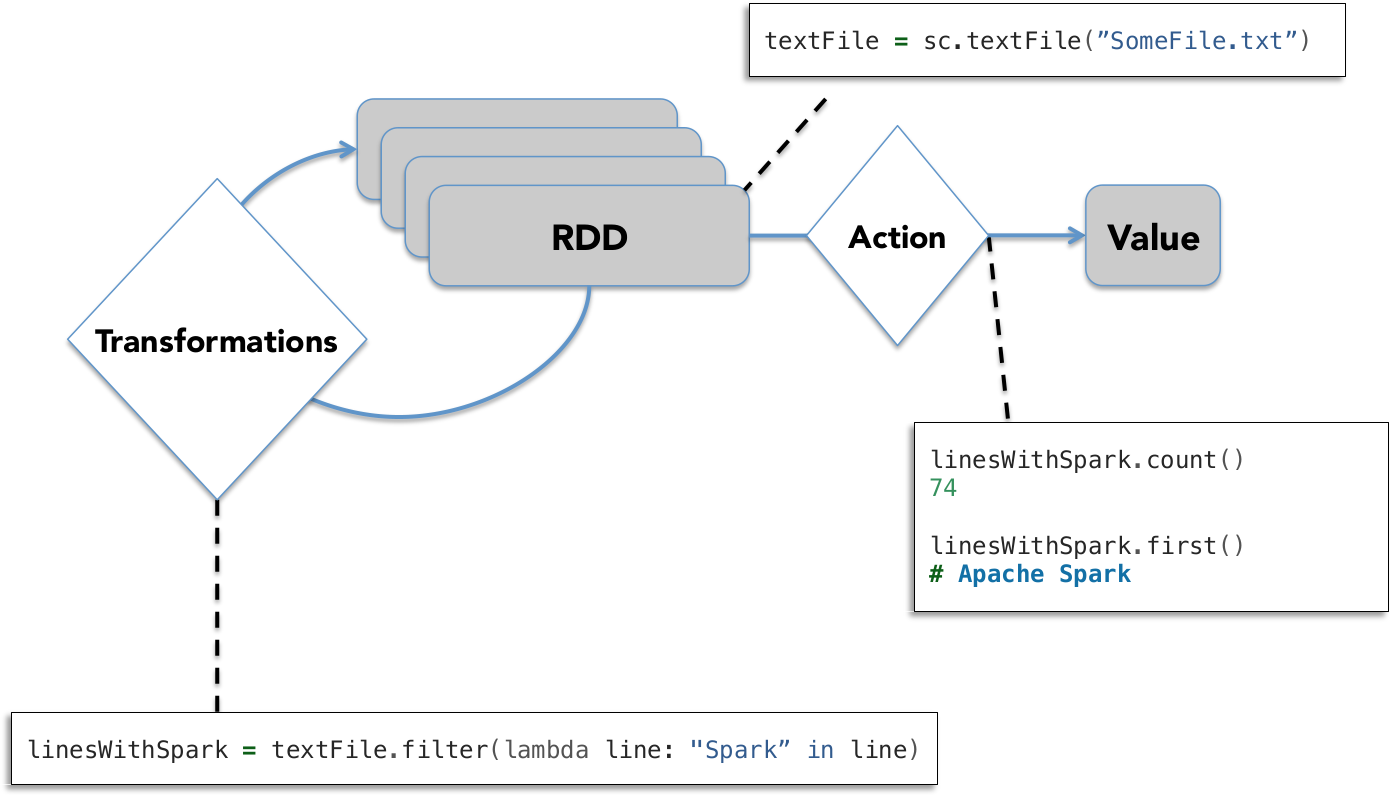 textFile = sc.textFile(”SomeFile.txt”)
RDD
Action
Value
Transformations
linesWithSpark.count()
74
linesWithSpark.first()
# Apache Spark
linesWithSpark = textFile.filter(lambda line: "Spark” in line)